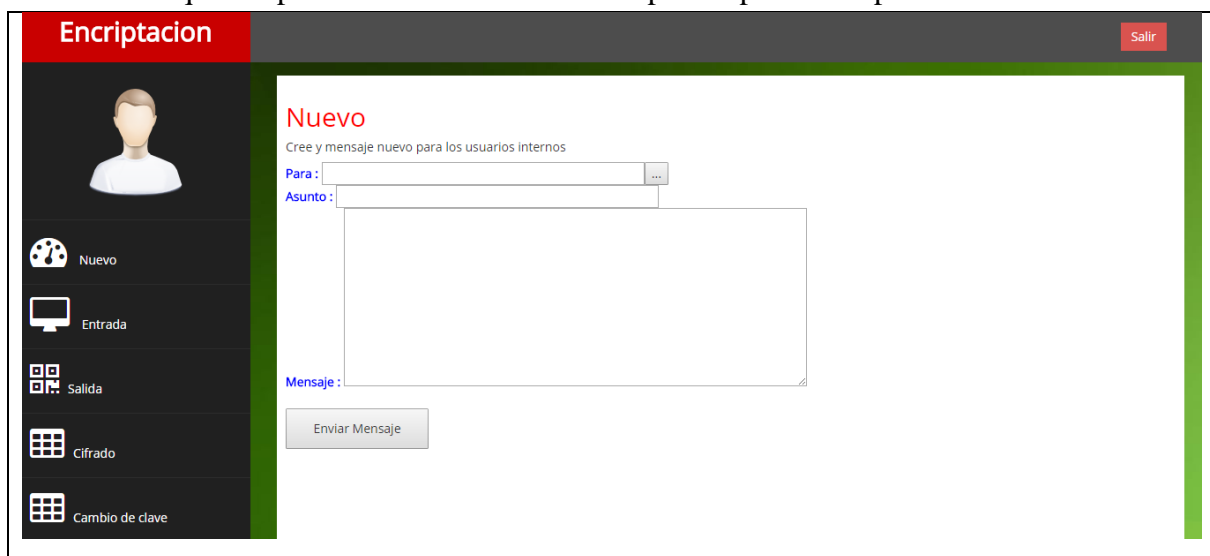 Encriptacion
Salir
Nuevo
Cree y mensaje nuevo para los usuarios internos
Para :
...
Asunto :
Mensaje :
Enviar Mensaje
Nuevo
Entrada
Salida
Cifrado
Cambio de clave